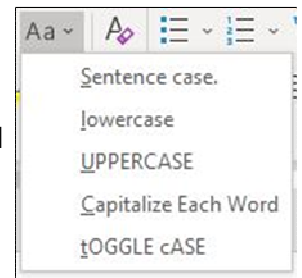 Aa
Sentence case.
lowercase
UPPERCASE
Capitalize Each Word
tOGGLE cASE